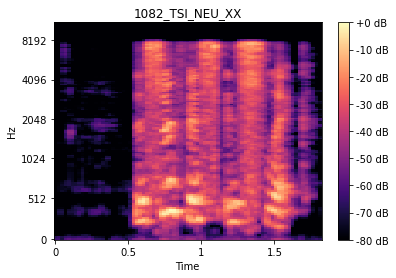 1082_TSI_NEU_XX
+0 dB
8192
-10 dB
4096
-20 dB
-30 dB
2048
-40 dB
Hz
1024
-50 dB
512
-60 dB
-70 dB
0
-80 dB
0 0.5 1 1.5
Time